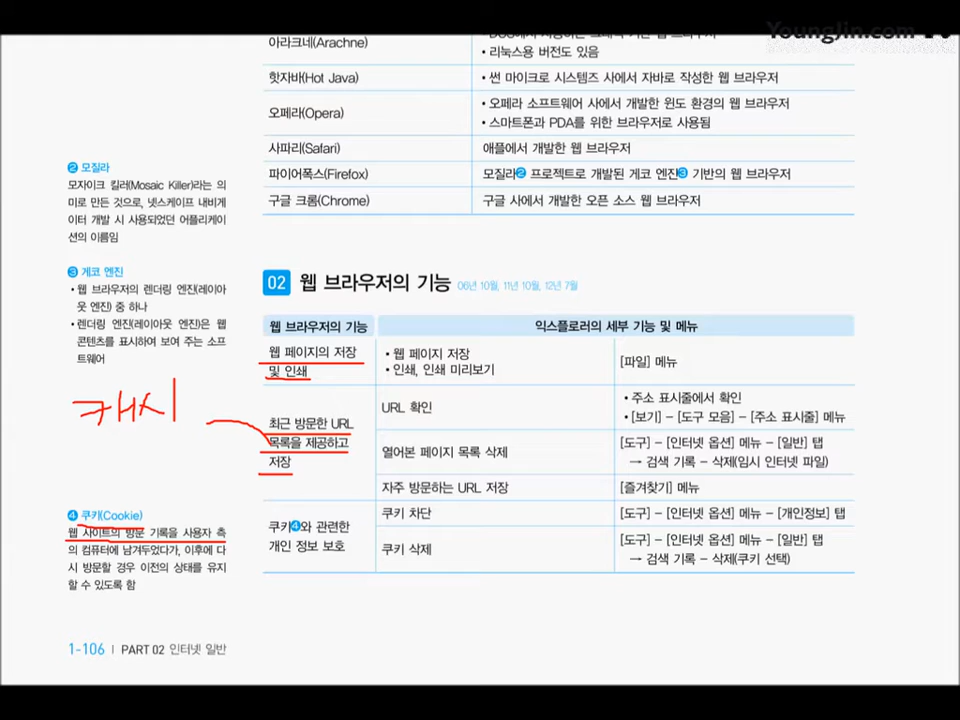 Youngjin.com
아라크네(Arachne)
• 리눅스용 버전도 있음
핫자바(Hot Java)
• 썬 마이크로 시스템즈 사에서 자바로 작성한 웹 브라우저
오페라(Opera)
• 오페라 소프트웨어 사에서 개발한 윈도 환경의 웹 브라우저
• 스마트폰과 PDA를 위한 브라우저로 사용됨
사파리(Safari)
애플에서 개발한 웹 브라우저
파이어폭스(Firefox)
모질라❷ 프로젝트로 개발된 게코 엔진❸ 기반의 웹 브라우저
구글 크롬(Chrome)
구글 사에서 개발한 오픈 소스 웹 브라우저
❷ 모질라
모자이크 킬러(Mosaic Killer)라는 의
미로 만든 것으로, 넷스케이프 내비게
이터 개발 시 사용되었던 어플리케이
션의 이름임
❸ 게코 엔진
• 웹 브라우저의 렌더링 엔진(레이아
웃 엔진) 중 하나
• 렌더링 엔진(레이아웃 엔진)은 웹
콘텐츠를 표시하여 보여 주는 소프
트웨어
캐시
❹ 쿠키(Cookie)
웹 사이트의 방문 기록을 사용자 측
의 컴퓨터에 남겨두었다가, 이후에 다
시 방문할 경우 이전의 상태를 유지
할 수 있도록 함
02 웹 브라우저의 기능 06년 10월, 11년 10월, 12년 7월
웹 브라우저의 기능
익스플로러의 세부 기능 및 메뉴
웹 페이지의 저장
및 인쇄
• 웹 페이지 저장
• 인쇄, 인쇄 미리보기
[파일] 메뉴
최근 방문한 URL
목록을 제공하고
저장
URL 확인
• 주소 표시줄에서 확인
• [보기] – [도구 모음] – [주소 표시줄] 메뉴
열어본 페이지 목록 삭제
[도구] – [인터넷 옵션] 메뉴 – [일반] 탭
→ 검색 기록 – 삭제(임시 인터넷 파일)
자주 방문하는 URL 저장
[즐겨찾기] 메뉴
쿠키❹와 관련한
개인 정보 보호
쿠키 차단
[도구] – [인터넷 옵션] 메뉴 – [개인정보] 탭
쿠키 삭제
[도구] – [인터넷 옵션] 메뉴 – [일반] 탭
→ 검색 기록 – 삭제(쿠키 선택)
1-106 | PART 02 인터넷 일반